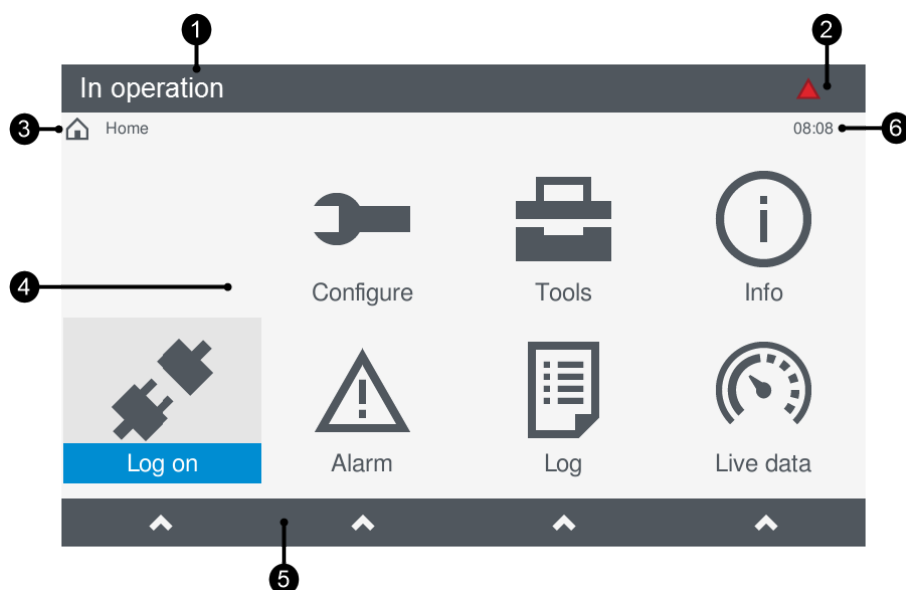 1
2
In operation
3
Home
08:08
6
4
Configure
Tools
Info
Log on
Alarm
Log
Live data
5